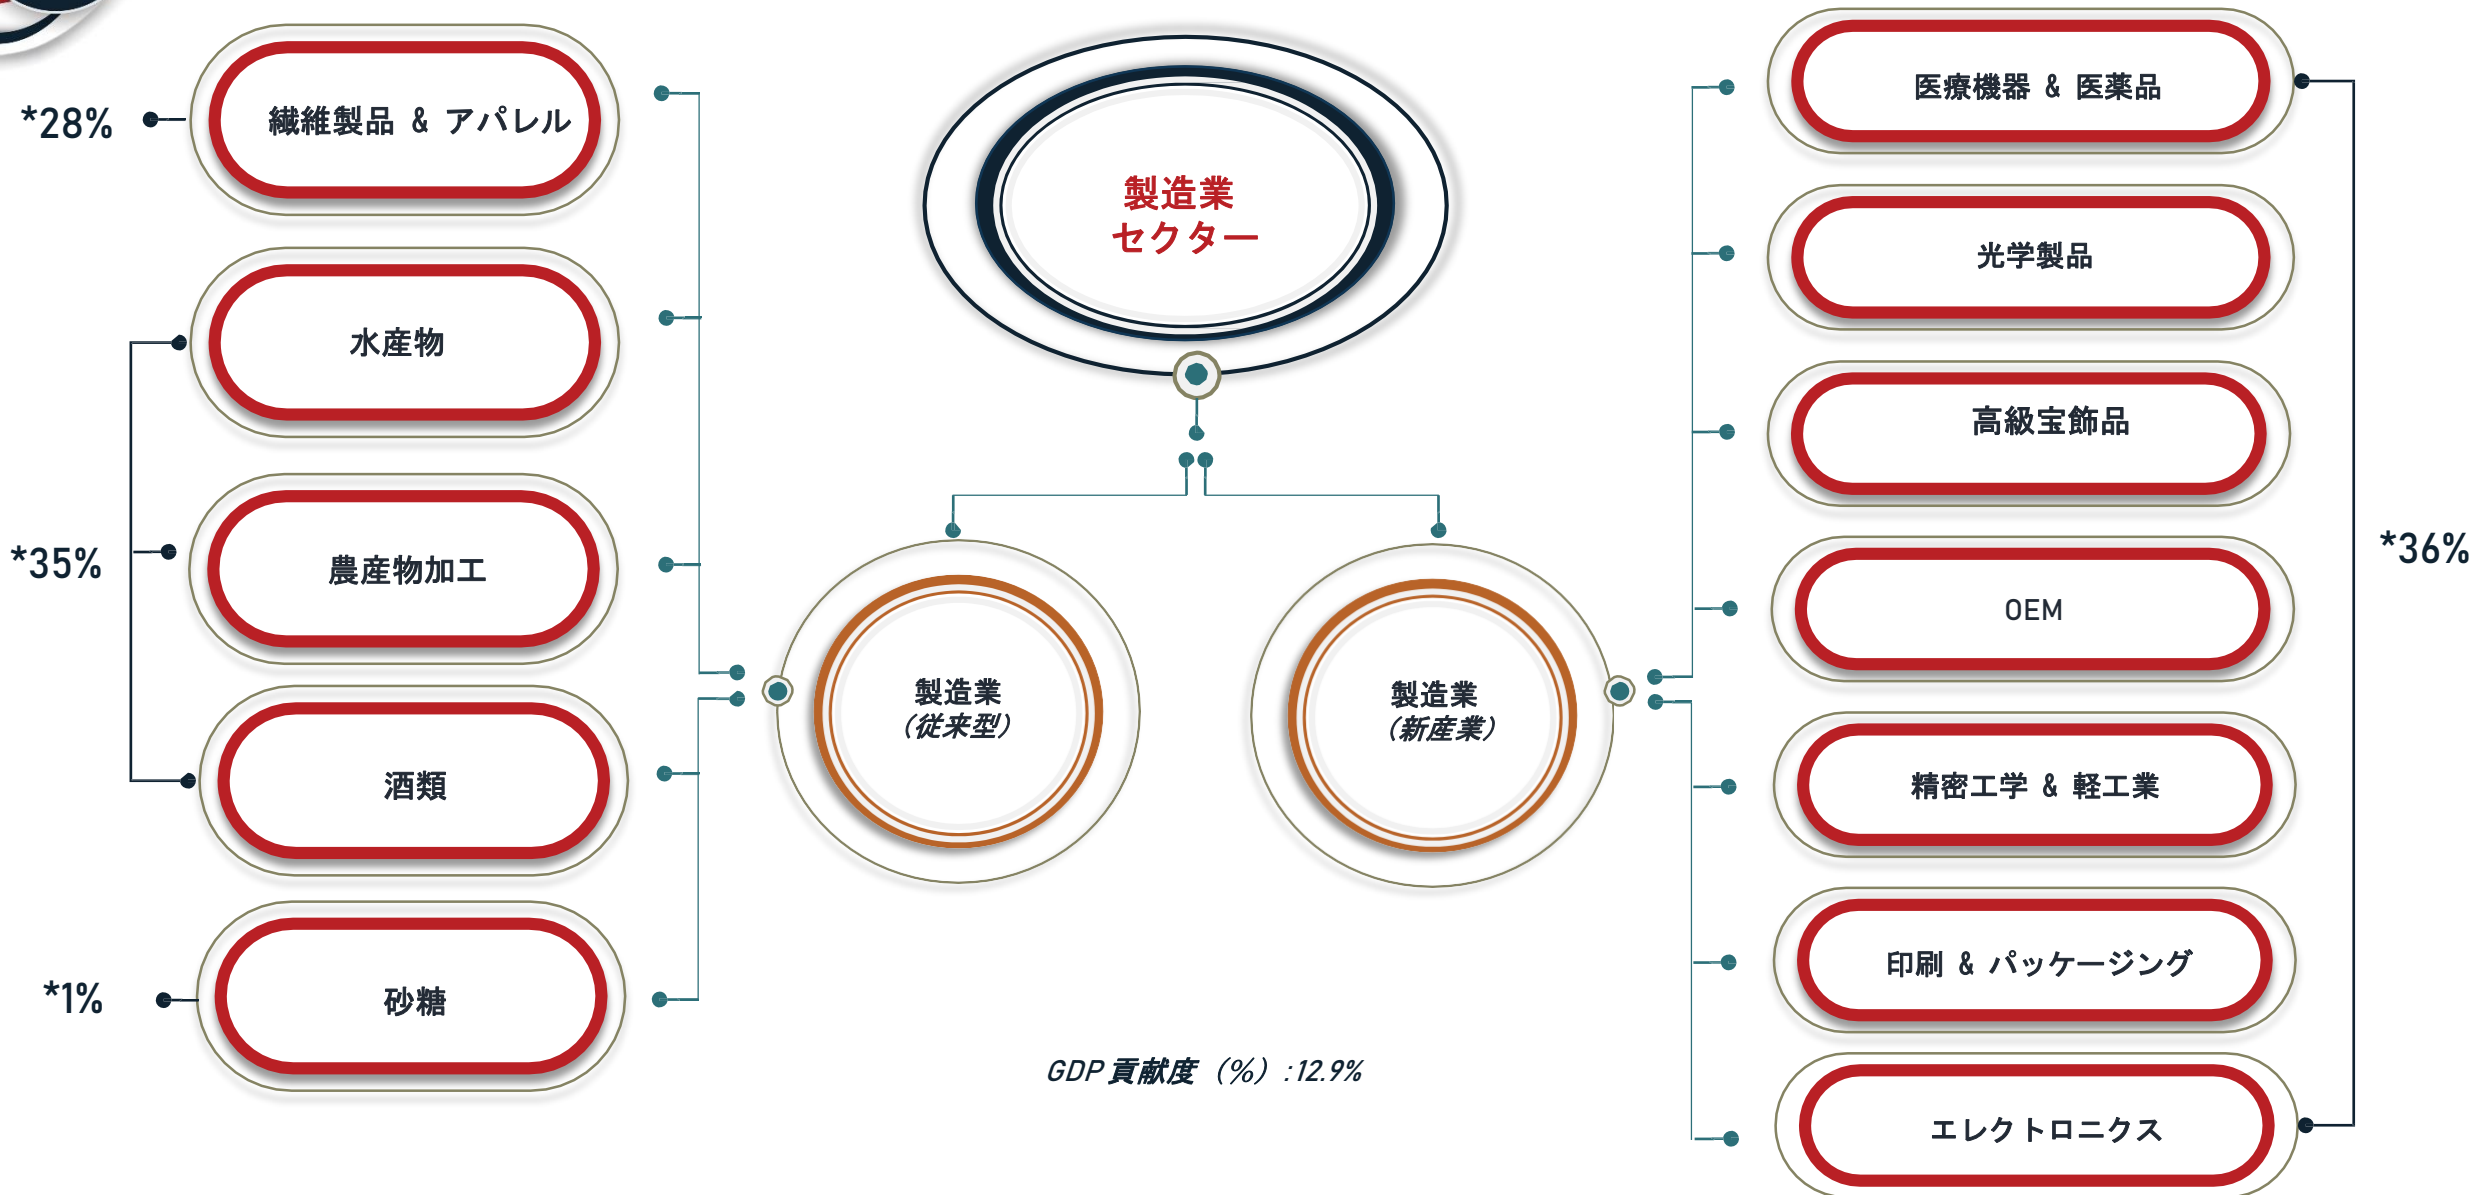 製造業
セクター
*28%
繊維製品 & アパレル
水産物
*35%
農産物加工
酒類
*1%
砂糖
製造業
（従来型）
製造業
（新産業）
医療機器 & 医薬品
光学製品
高級宝飾品
OEM
*36%
精密工学 & 軽工業
印刷 & パッケージング
エレクトロニクス
GDP 貢献度（%）:12.9%